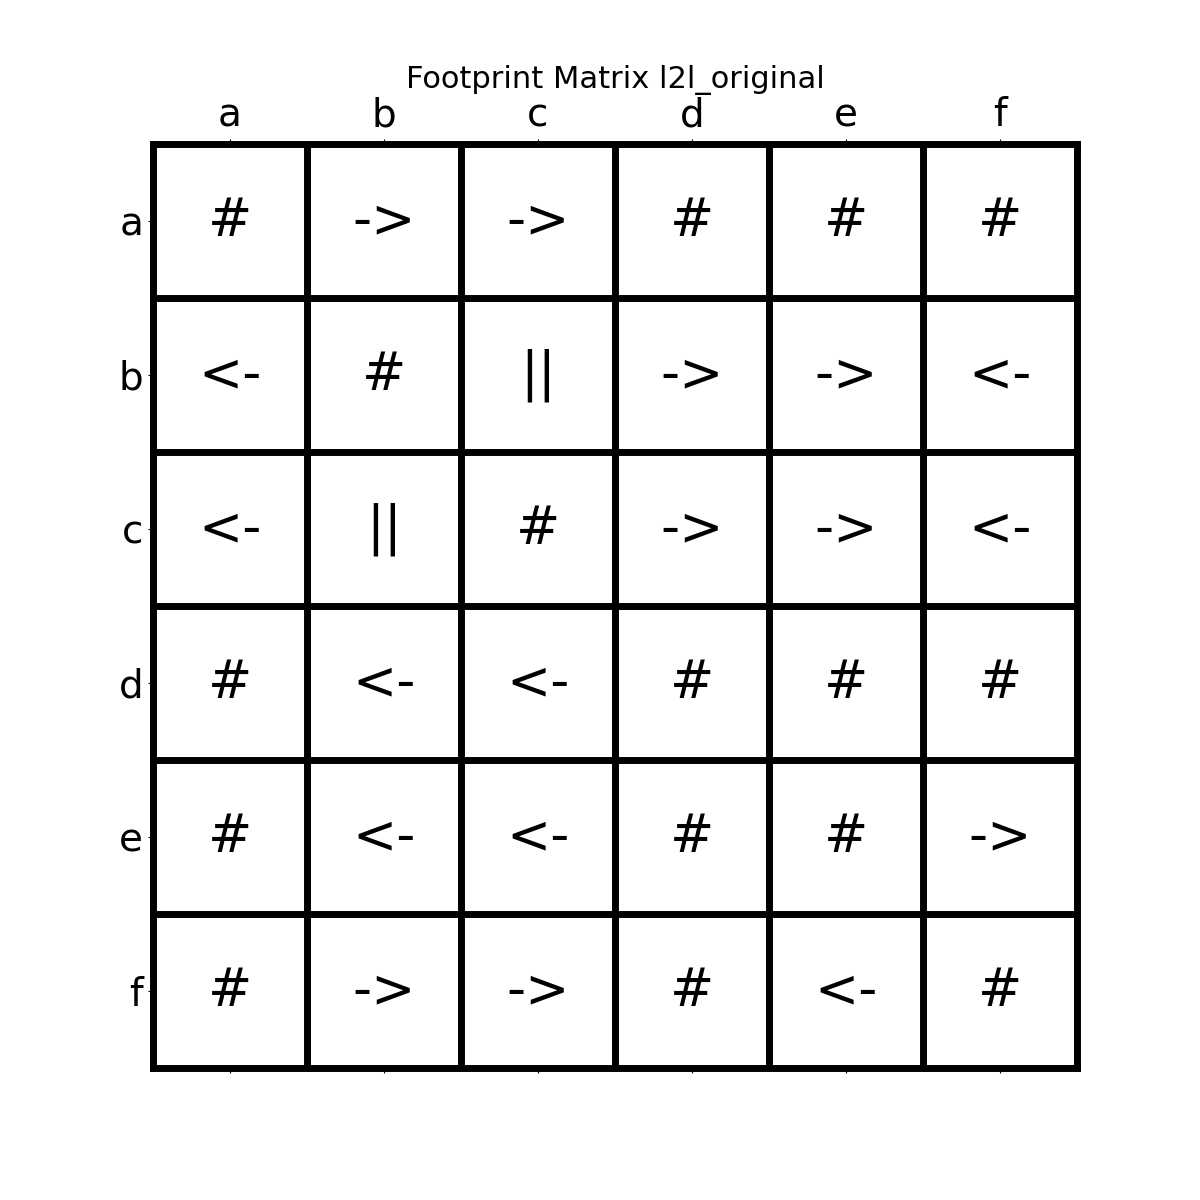 Footprint Matrix l2l_original
a b c d e f
a # -> -> # # #
b <- # || -> -> <-
c <- || # -> -> <-
d # <- <- # # #
e # <- <- # # ->
f # -> -> # <- #